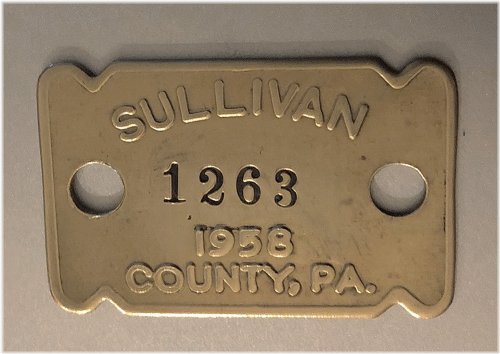 SULLIVAN
1263
1958
COUNTY, PA.